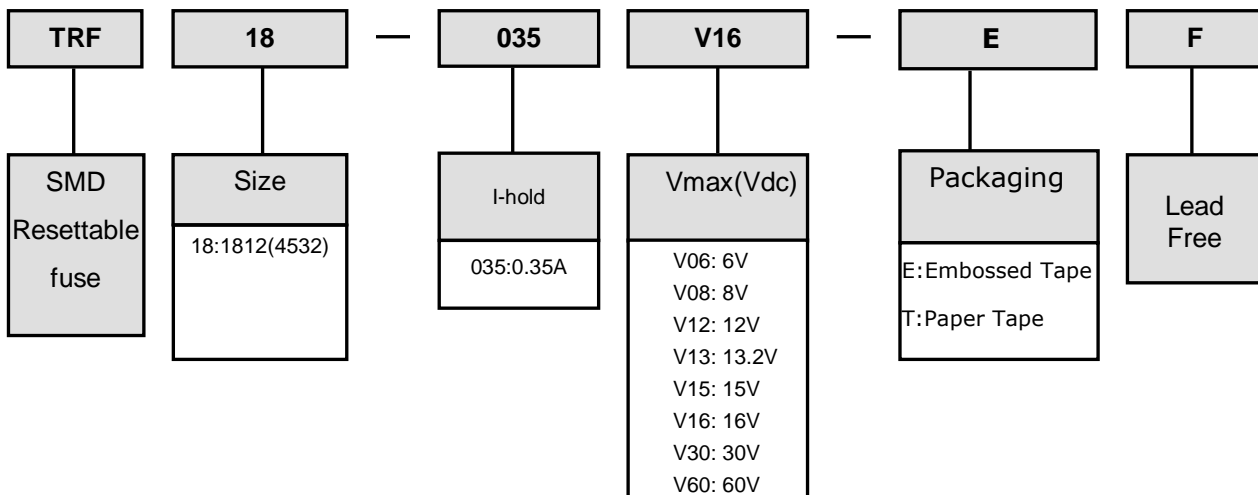 TRF 18 — 035 V16 — E F
SMD
Resettable
fuse
Size
18:1812(4532)
I-hold
035:0.35A
Vmax(Vdc)
V06: 6V
V08: 8V
V12: 12V
V13: 13.2V
V15: 15V
V16: 16V
V30: 30V
V60: 60V
Packaging
E:Embossed Tape
T:Paper Tape
Lead
Free